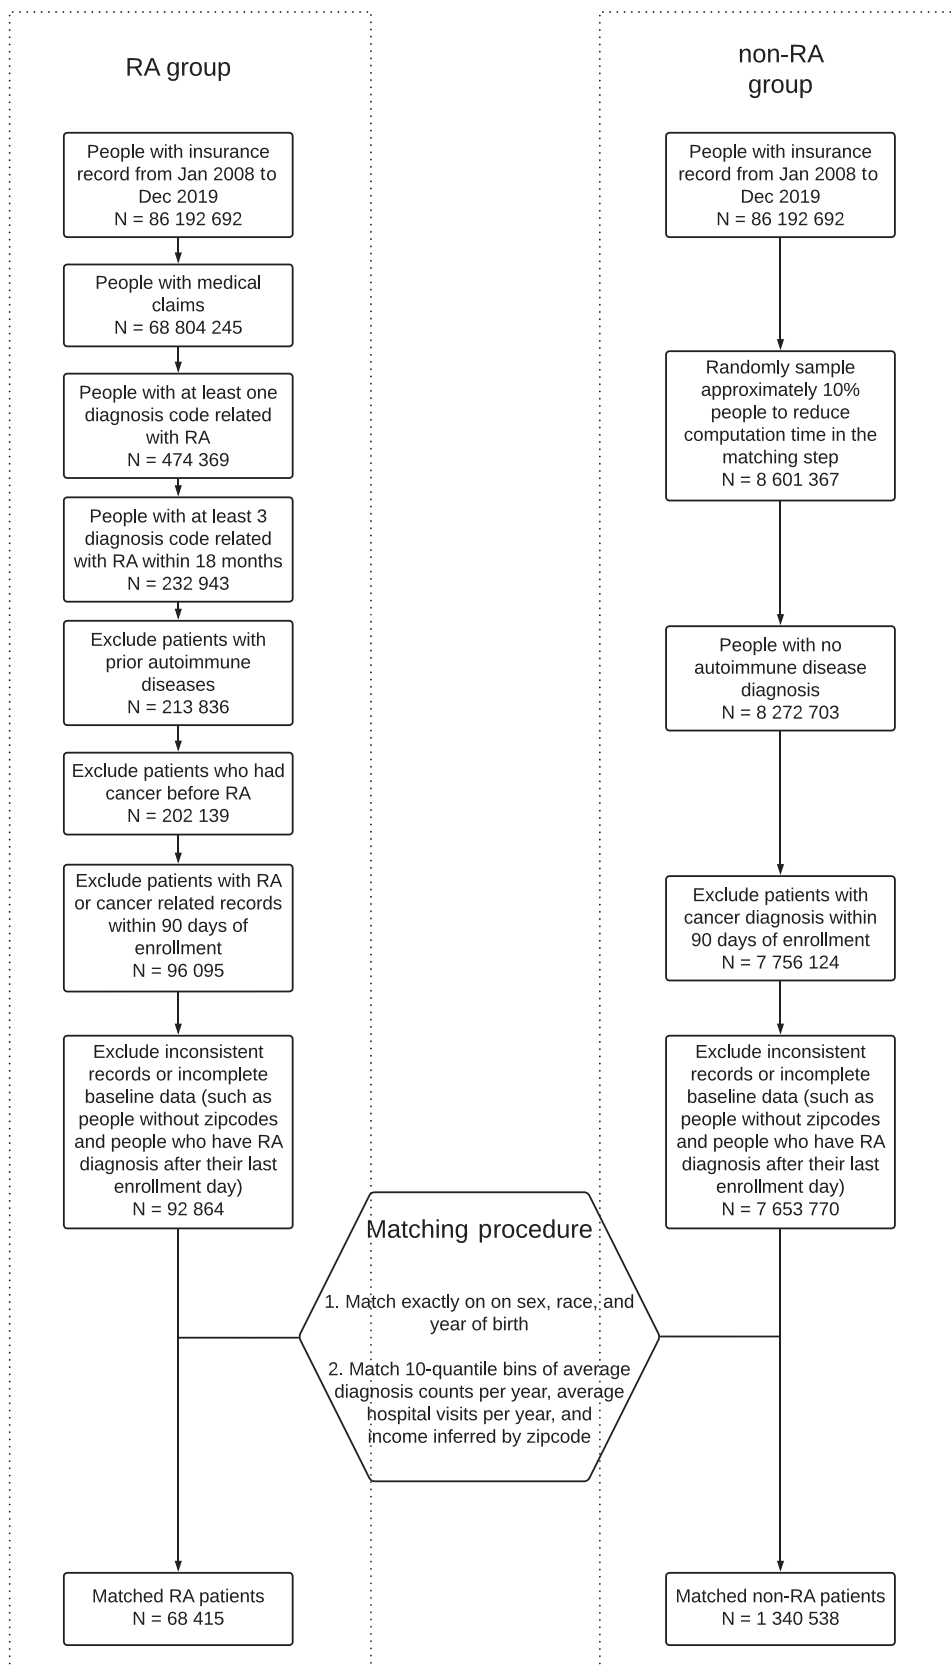 RA group
People with insurance
record from Jan 2008 to
Dec 2019
N = 86 192 692
People with medical
claims
N = 68 804 245
People with at least one
diagnosis code related
with RA
N = 474 369
People with at least 3
diagnosis code related
with RA within 18 months
N = 232 943
Exclude patients with
prior autoimmune
diseases
N = 213 836
Exclude patients who had
cancer before RA
N = 202 139
Exclude patients with RA
or cancer related records
within 90 days of
enrollment
N = 96 095
Exclude inconsistent
records or incomplete
baseline data (such as
people without zipcodes
and people who have RA
diagnosis after their last
enrollment day)
N = 92 864
Matched RA patients
N = 68 415
Matching procedure
1. Match exactly on on sex, race, and
year of birth
2. Match 10-quantile bins of average
diagnosis counts per year, average
hospital visits per year, and
income inferred by zipcode
non-RA
group
People with insurance
record from Jan 2008 to
Dec 2019
N = 86 192 692
Randomly sample
approximately 10%
people to reduce
computation time in the
matching step
N = 8 601 367
People with no
autoimmune disease
diagnosis
N = 8 272 703
Exclude patients with
cancer diagnosis within
90 days of enrollment
N = 7 756 124
Exclude inconsistent
records or incomplete
baseline data (such as
people without zipcodes
and people who have RA
diagnosis after their last
enrollment day)
N = 7 653 770
Matched non-RA patients
N = 1 340 538